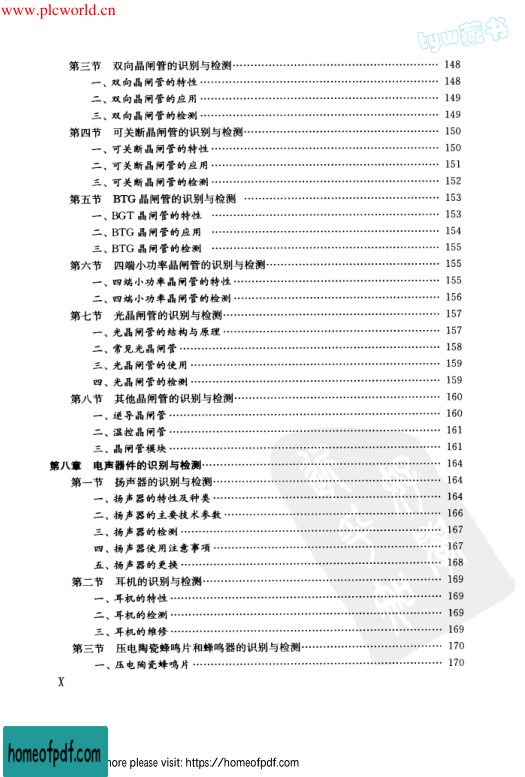 www.plcworld.cn
tyw藏书
第三节 双向晶闸管的识别与检测 148
一、双向晶闸管的特性 148
二、双向晶闸管的应用 149
三、双向晶闸管的检测 149
第四节 可关断晶闸管的识别与检测 150
一、可关断晶闸管的特性 150
二、可关断晶闸管的应用 151
三、可关断晶闸管的检测 152
第五节 BTG 晶闸管的识别与检测 153
一、BGT 晶闸管的特性 153
二、BTG 晶闸管的应用 154
三、BTG 晶闸管的检测 155
第六节 四端小功率晶闸管的识别与检测 155
一、四端小功率晶闸管的特性 155
二、四端小功率晶闸管的检测 156
第七节 光晶闸管的识别与检测 157
一、光晶闸管的结构与原理 157
二、常见光晶闸管 158
三、光晶闸管的使用 159
四、光晶闸管的检测 159
第八节 其他晶闸管的识别与检测 160
一、逆导晶闸管 160
二、温控晶闸管 161
三、晶闸管模块 161
第八章 电声器件的识别与检测 164
第一节 扬声器的识别与检测 164
一、扬声器的特性及种类 164
二、扬声器的主要技术参数 166
三、扬声器的检测 167
四、扬声器使用注意事项 167
五、扬声器的更换 168
第二节 耳机的识别与检测 169
一、耳机的特性 169
二、耳机的检测 169
三、耳机的维修 169
第三节 压电陶瓷蜂鸣片和蜂鸣器的识别与检测 170
一、压电陶瓷蜂鸣片 170
X
homeofpdf.com
more please visit: https://homeofpdf.com